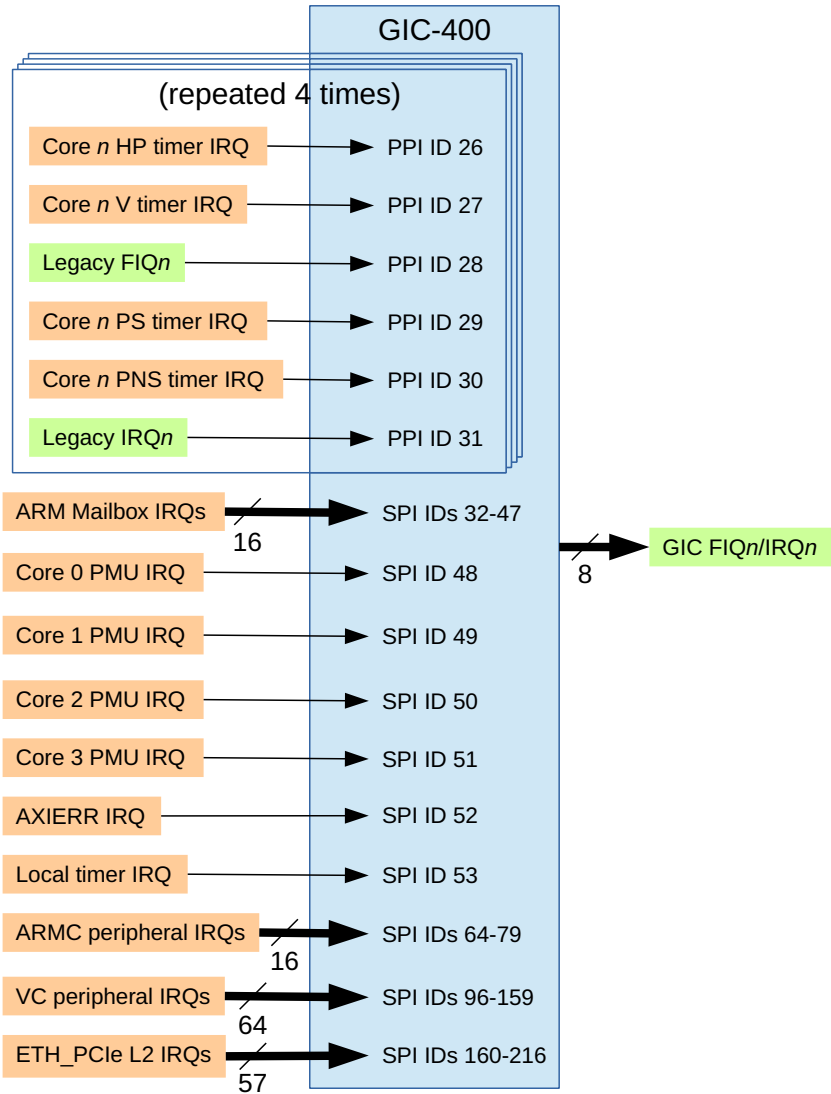 GIC-400
(repeated 4 times)
Core n HP timer IRQ PPI ID 26
Core n V timer IRQ PPI ID 27
Legacy FIQn PPI ID 28
Core n PS timer IRQ PPI ID 29
Core n PNS timer IRQ PPI ID 30
Legacy IRQn PPI ID 31
ARM Mailbox IRQs 16 SPI IDs 32-47
8 GIC FIQn/IRQn
Core 0 PMU IRQ SPI ID 48
Core 1 PMU IRQ SPI ID 49
Core 2 PMU IRQ SPI ID 50
Core 3 PMU IRQ SPI ID 51
AXIERR IRQ SPI ID 52
Local timer IRQ SPI ID 53
ARMC peripheral IRQs 16 SPI IDs 64-79
VC peripheral IRQs 64 SPI IDs 96-159
ETH_PCIe L2 IRQs 57 SPI IDs 160-216